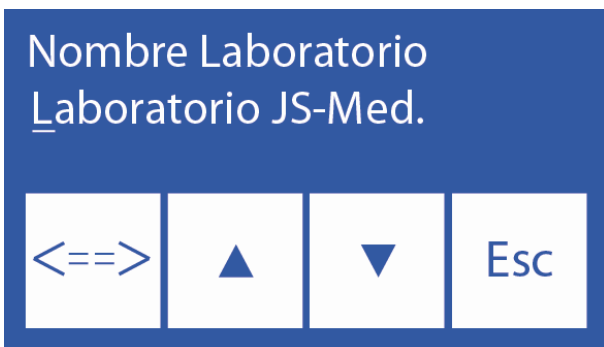 Nombre Laboratorio
Laboratorio JS-Med.
<==> ▲ ▼ Esc